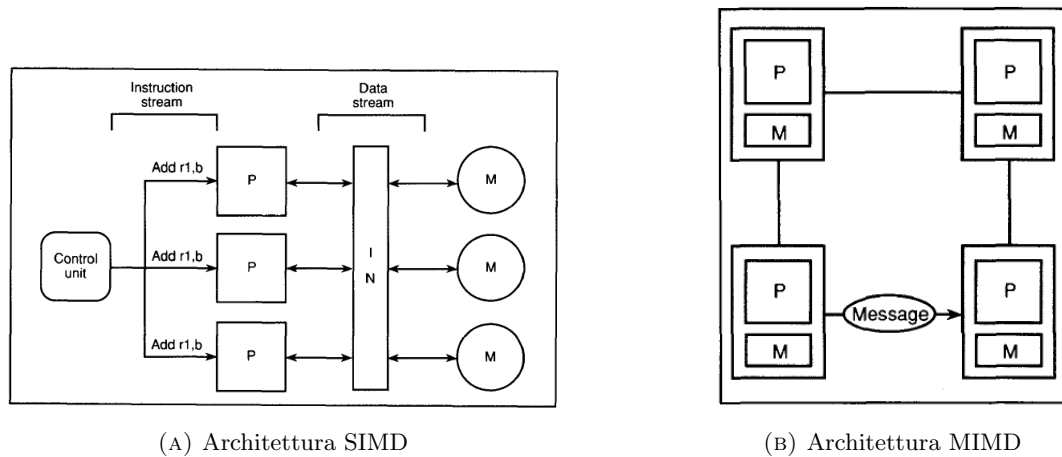 Instruction
stream
Data
stream
Add r1,b
P
M
Control
unit
Add r1,b
P
I
N
M
Add r1,b
P
M
(A) Architettura SIMD
P
M
P
M
P
M
Message
P
M
(B) Architettura MIMD